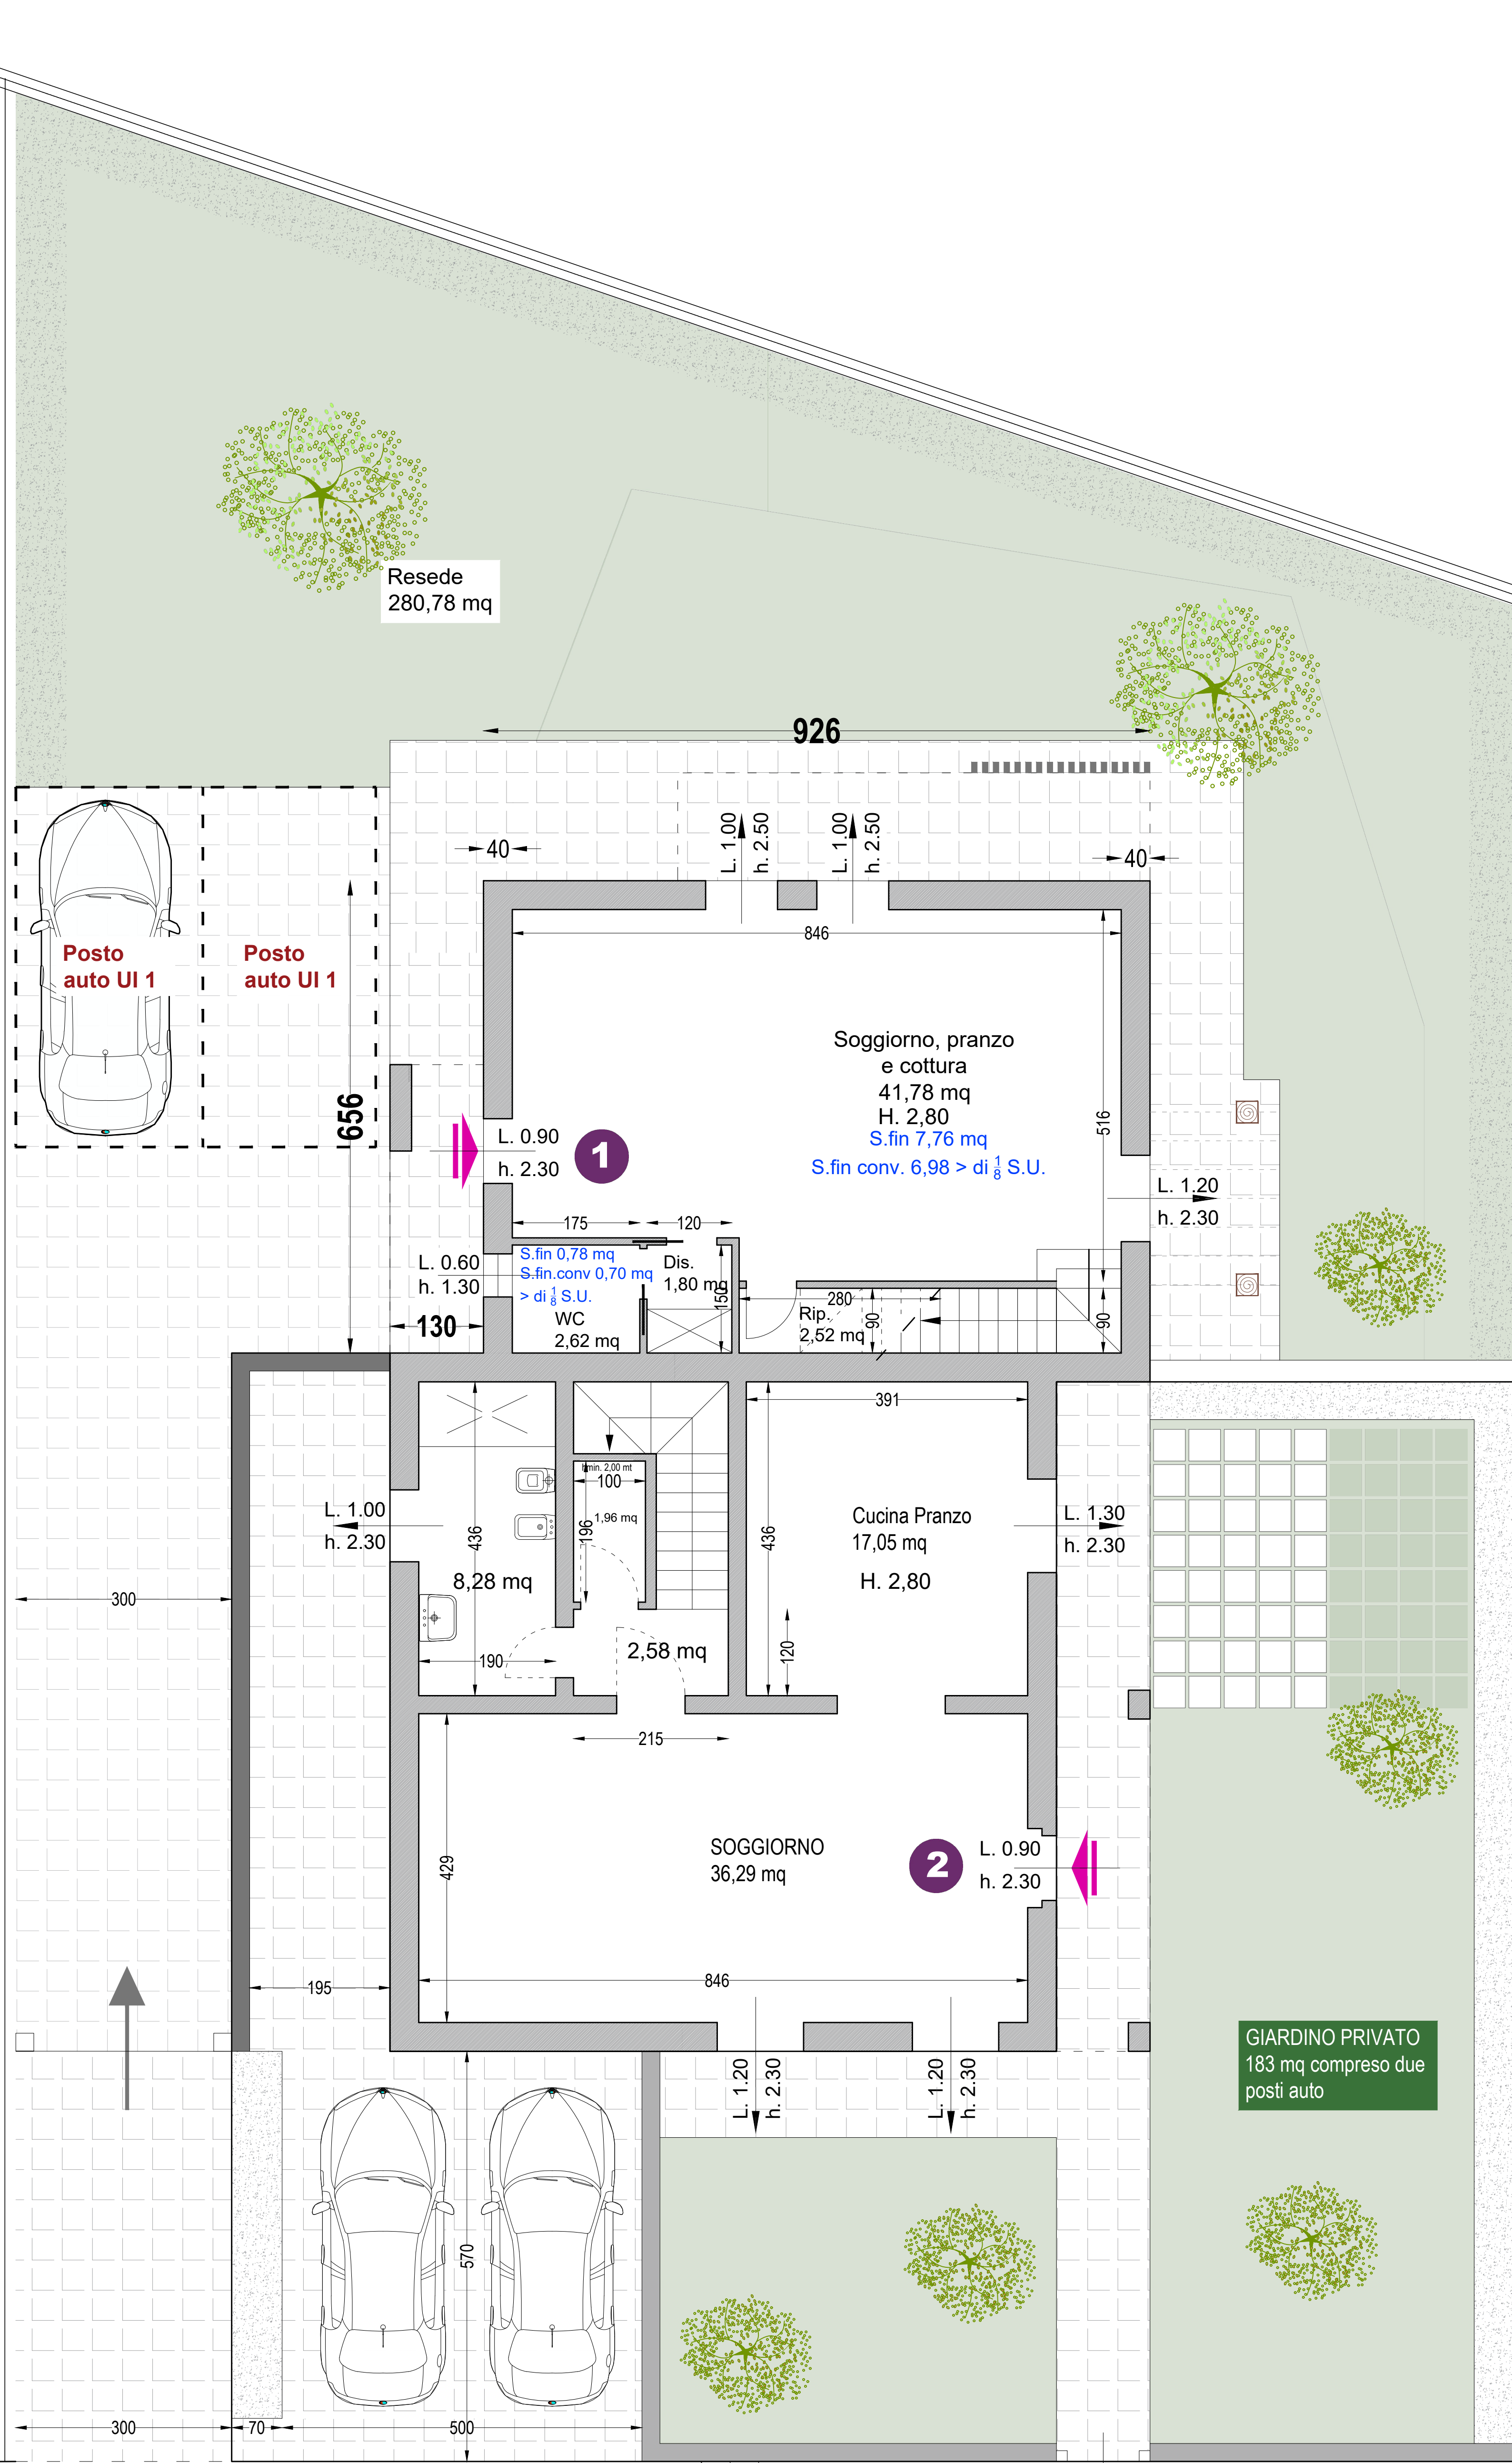 Resede
280,78 mq
926
L. 1.00
h. 2.50
L. 1.00
h. 2.50
40
40
846
Posto
auto UI 1
Posto
auto UI 1
656
Soggiorno, pranzo
e cottura
41,78 mq
H. 2,80
S.fin 7,76 mq
S.fin conv. 6,98 > di 1/8 S.U.
516
L. 0.90
h. 2.30
1
L. 1.20
h. 2.30
175
120
S.fin 0,78 mq
S.fin.conv 0,70 mq
> di 1/8 S.U.
WC
2,62 mq
L. 0.60
h. 1.30
130
Dis.
1,80 mq
150
280
Rip.
2,52 mq
90
90
391
hmin. 2,00 mt
100
196
1,96 mq
L. 1.00
h. 2.30
436
8,28 mq
436
Cucina Pranzo
17,05 mq
H. 2,80
L. 1.30
h. 2.30
300
190
2,58 mq
120
215
429
SOGGIORNO
36,29 mq
2
L. 0.90
h. 2.30
846
195
L. 1.20
h. 2.30
L. 1.20
h. 2.30
GIARDINO PRIVATO
183 mq compreso due
posti auto
570
300
70
500